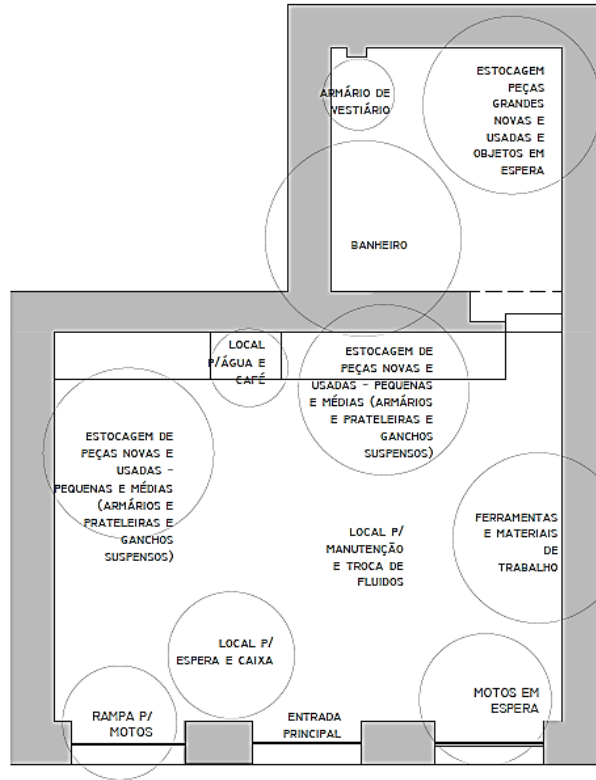 ESTOCAGEM
PEÇAS
GRANDES
NOVAS E
USADAS E
OBJETOS EM
ESPERA
ARMÁRIO DE
VESTIÁRIO
BANHEIRO
LOCAL
P/ÁGUA E
CAFÉ
ESTOCAGEM DE
PEÇAS NOVAS E
USADAS - PEQUENAS
E MÉDIAS (ARMÁRIOS
E PRATELEIRAS E
GANCHOS
SUSPENSOS)
ESTOCAGEM DE
PEÇAS NOVAS E
USADAS -
PEQUENAS E MÉDIAS
(ARMÁRIOS E
PRATELEIRAS E
GANCHOS
SUSPENSOS)
FERRAMENTAS
E MATERIAIS
DE
TRABALHO
LOCAL P/
MANUTENÇÃO
E TROCA DE
FLUIDOS
LOCAL P/
ESPERA E CAIXA
MOTOS EM
ESPERA
RAMPA P/
MOTOS
ENTRADA
PRINCIPAL